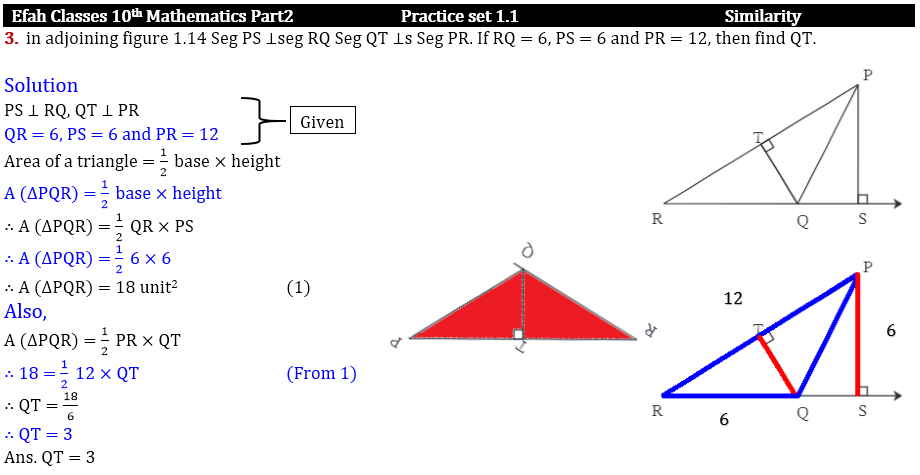 Efah Classes 10th Mathematics Part2 Practice set 1.1 Similarity
3. in adjoining figure 1.14 Seg PS ⊥seg RQ Seg QT ⊥s Seg PR. If RQ = 6, PS = 6 and PR = 12, then find QT.
Solution
PS ⊥ RQ, QT ⊥ PR
QR = 6, PS = 6 and PR = 12
Given
Area of a triangle = 1/2 base × height
A (ΔPQR) = 1/2 base × height
∴ A (ΔPQR) = 1/2 QR × PS
∴ A (ΔPQR) = 1/2 6 × 6
∴ A (ΔPQR) = 18 unit² (1)
Also,
A (ΔPQR) = 1/2 PR × QT
∴ 18 = 1/2 12 × QT (From 1)
∴ QT = 18/6
∴ QT = 3
Ans. QT = 3
P
T
R
Q
S
Q
P
T
R
P
12
T
6
R
6
Q
S